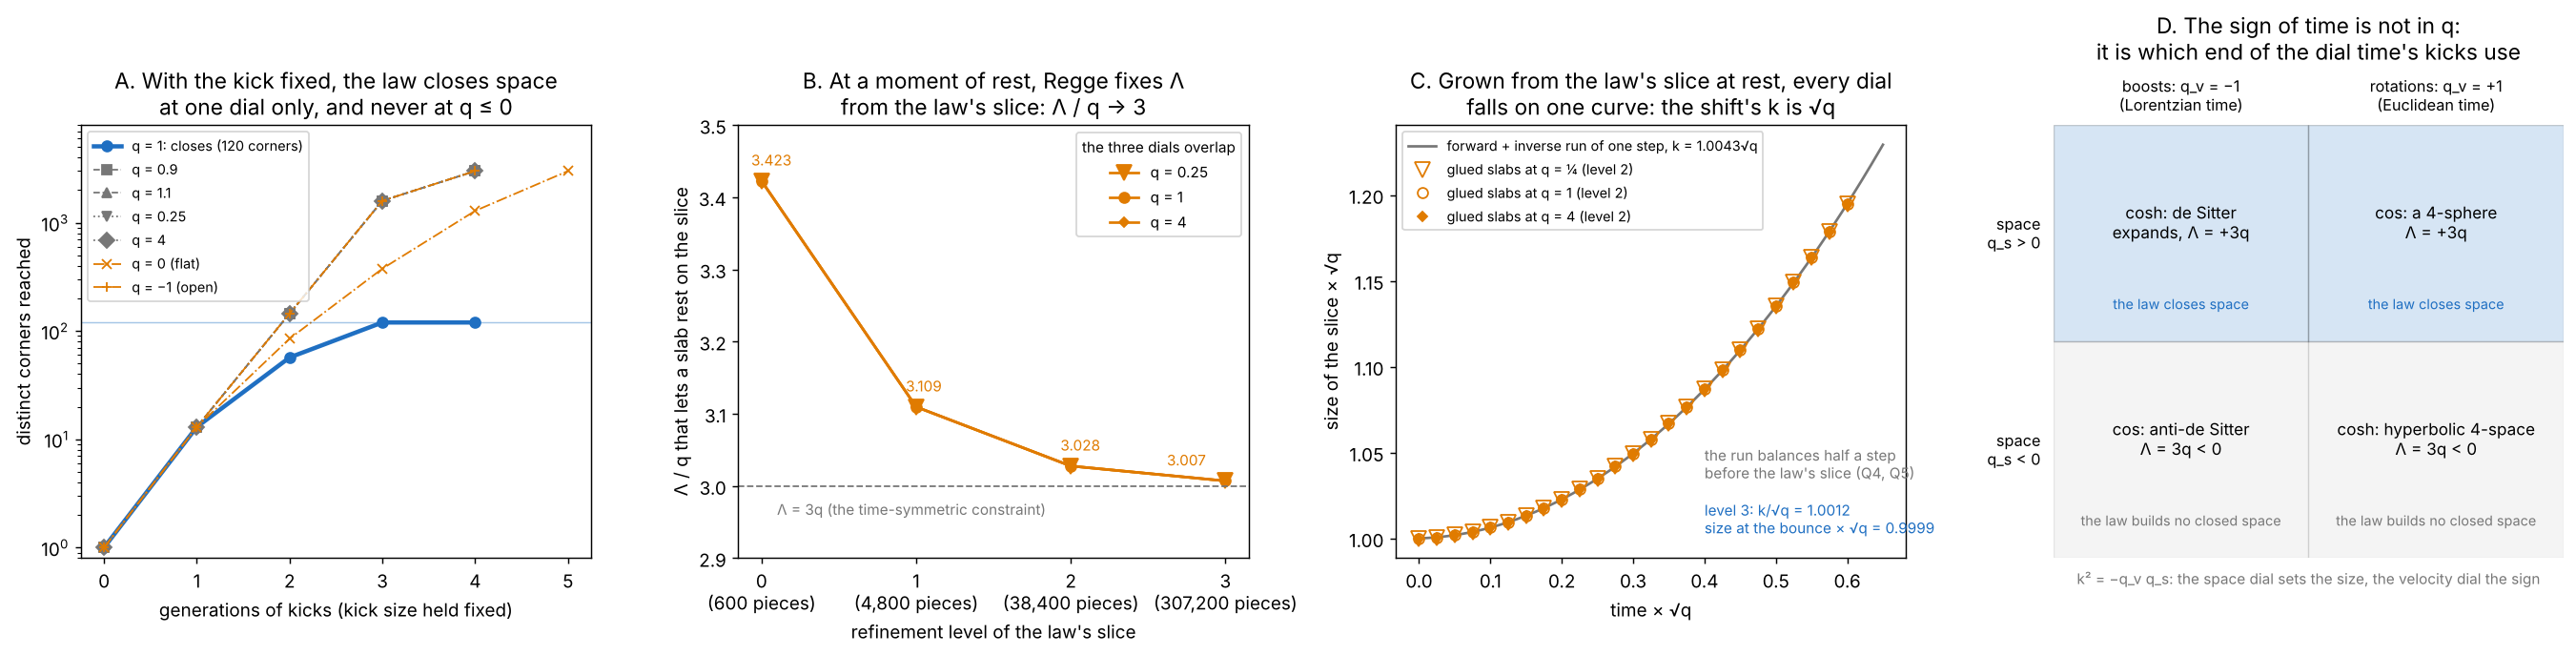 A. With the kick fixed, the law closes space
at one dial only, and never at q ≤ 0
distinct corners reached
10³
10²
10¹
10⁰
q = 1: closes (120 corners)
q = 0.9
q = 1.1
q = 0.25
q = 4
q = 0 (flat)
q = −1 (open)
0 1 2 3 4 5
generations of kicks (kick size held fixed)
B. At a moment of rest, Regge fixes Λ
from the law's slice: Λ / q → 3
Λ / q that lets a slab rest on the slice
3.5
3.4
3.3
3.2
3.1
3.0
2.9
the three dials overlap
q = 0.25
q = 1
q = 4
3.423
3.109
3.028
3.007
Λ = 3q (the time-symmetric constraint)
0 1 2 3
(600 pieces) (4,800 pieces) (38,400 pieces) (307,200 pieces)
refinement level of the law's slice
C. Grown from the law's slice at rest, every dial
falls on one curve: the shift's k is √q
size of the slice × √q
1.20
1.15
1.10
1.05
1.00
forward + inverse run of one step, k = 1.0043√q
glued slabs at q = ¼ (level 2)
glued slabs at q = 1 (level 2)
glued slabs at q = 4 (level 2)
the run balances half a step
before the law's slice (Q4, Q5)
level 3: k/√q = 1.0012
size at the bounce × √q = 0.9999
0.0 0.1 0.2 0.3 0.4 0.5 0.6
time × √q
D. The sign of time is not in q:
it is which end of the dial time's kicks use
boosts: q_v = −1
(Lorentzian time)
rotations: q_v = +1
(Euclidean time)
space
q_s > 0
cosh: de Sitter
expands, Λ = +3q
the law closes space
cos: a 4-sphere
Λ = +3q
the law closes space
space
q_s < 0
cos: anti-de Sitter
Λ = 3q < 0
the law builds no closed space
cosh: hyperbolic 4-space
Λ = 3q < 0
the law builds no closed space
k² = −q_v q_s: the space dial sets the size, the velocity dial the sign